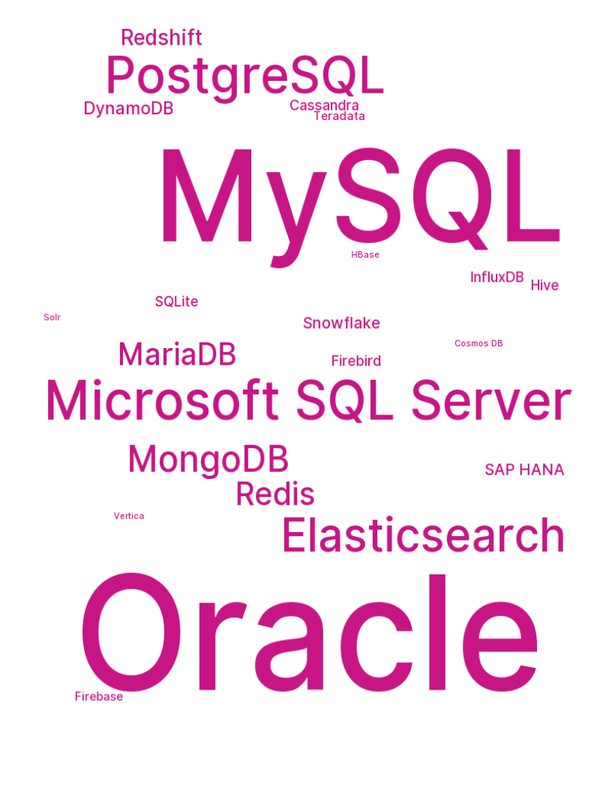 Redshift
PostgreSQL
DynamoDB
Cassandra
Teradata
MySQL
HBase
InfluxDB
Hive
SQLite
Solr
Snowflake
Cosmos DB
MariaDB
Firebird
Microsoft SQL Server
MongoDB
SAP HANA
Redis
Vertica
Elasticsearch
Oracle
Firebase